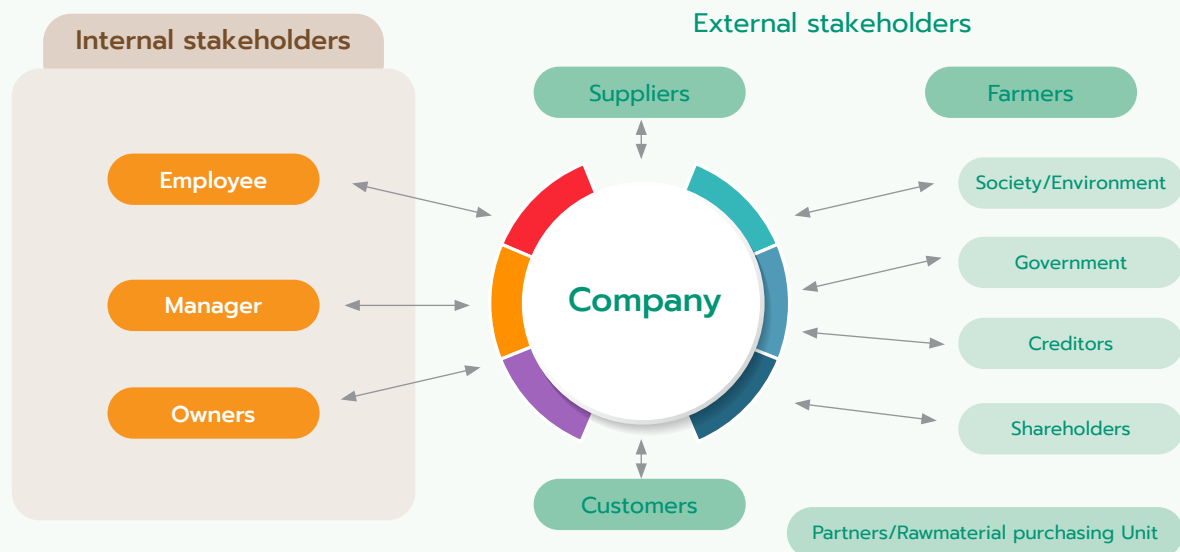 Internal stakeholders
External stakeholders
Suppliers
Farmers
Employee
Society/Environment
Government
Manager
Company
Creditors
Owners
Shareholders
Customers
Partners/Rawmaterial purchasing Unit